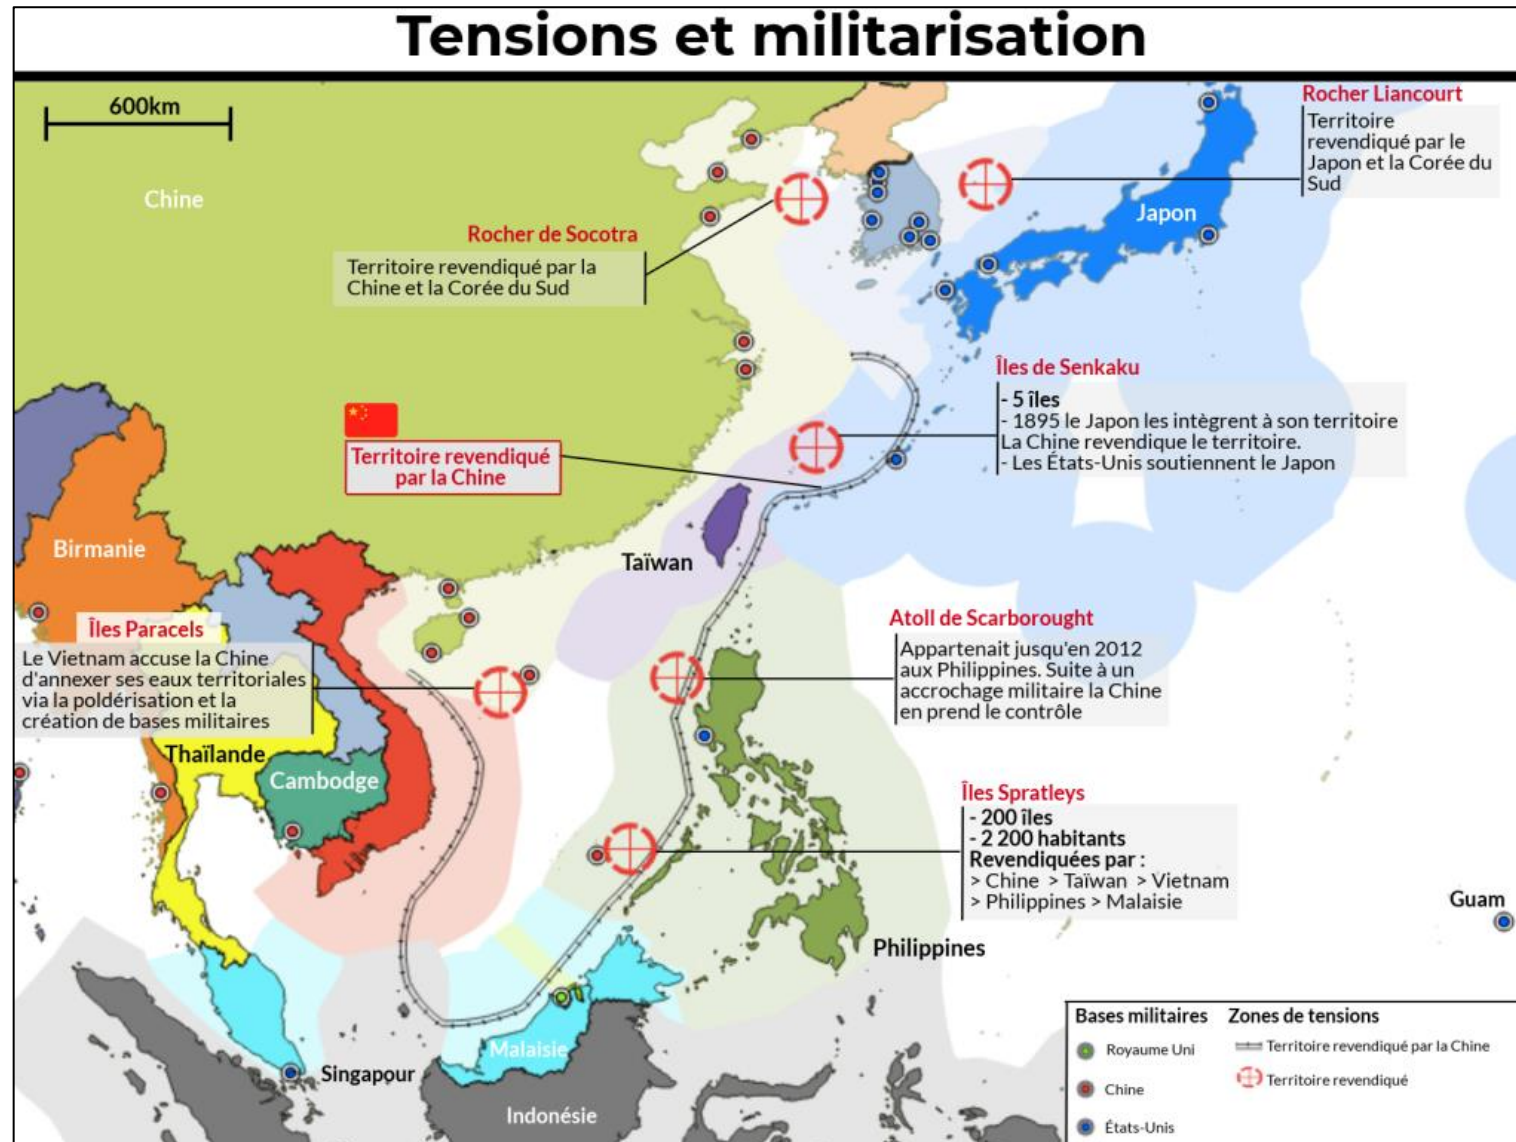 Tensions et militarisation
600km
Rocher Liancourt
Territoire
revendiqué par le
Japon et la Corée du
Sud
Chine
Japon
Rocher de Socotra
Territoire revendiqué par la
Chine et la Corée du Sud
Îles de Senkaku
- 5 îles
- 1895 le Japon les intègrent à son territoire
La Chine revendique le territoire.
- Les États-Unis soutiennent le Japon
Territoire revendiqué
par la Chine
Birmanie
Taïwan
Îles Paracels
Le Vietnam accuse la Chine
d'annexer ses eaux territoriales
via la poldérisation et la
création de bases militaires
Atoll de Scarborought
Appartenait jusqu'en 2012
aux Philippines. Suite à un
accrochage militaire la Chine
en prend le contrôle
Thaïlande
Cambodge
Îles Spratleys
- 200 îles
- 2 200 habitants
Revendiquées par :
> Chine > Taïwan > Vietnam
> Philippines > Malaisie
Guam
Philippines
Malaisie
Singapour
Indonésie
Bases militaires
Royaume Uni
Chine
États-Unis
Zones de tensions
Territoire revendiqué par la Chine
Territoire revendiqué